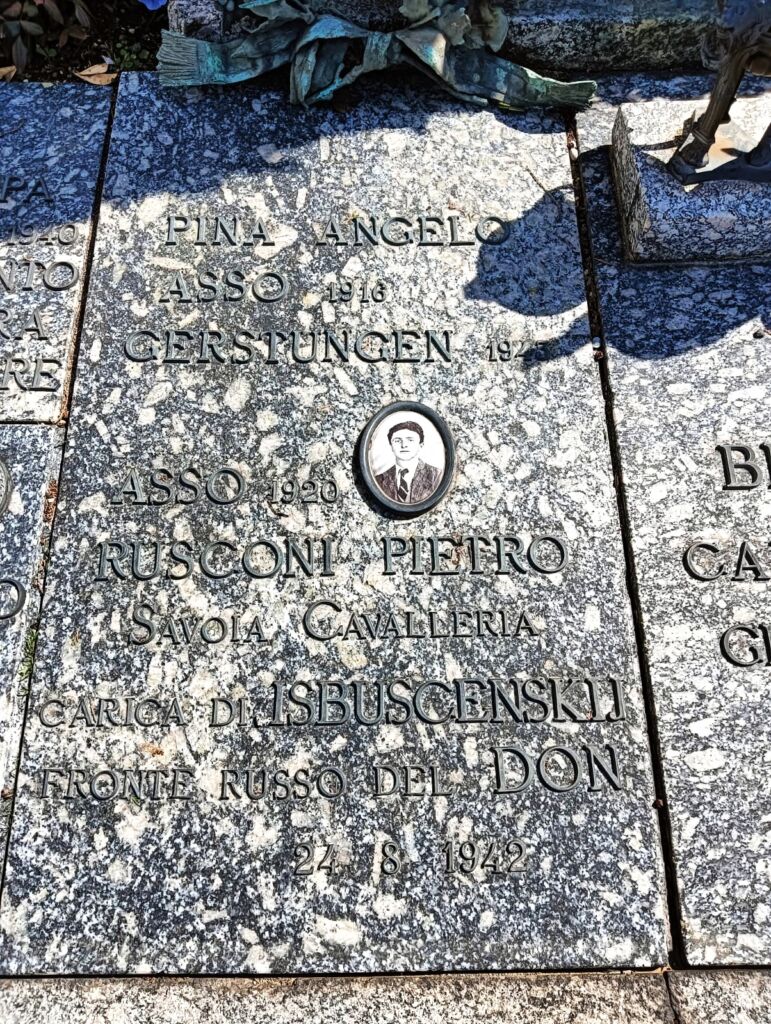 PINA ANGELO
ASSO 1916
GERSTUNGEN
ASSO 1920
RUSCONI PIETRO
SAVOIA CAVALLERIA
CARICA DI ISBUSCENSKIJ
FRONTE RUSSO DEL DON
24 8 1942